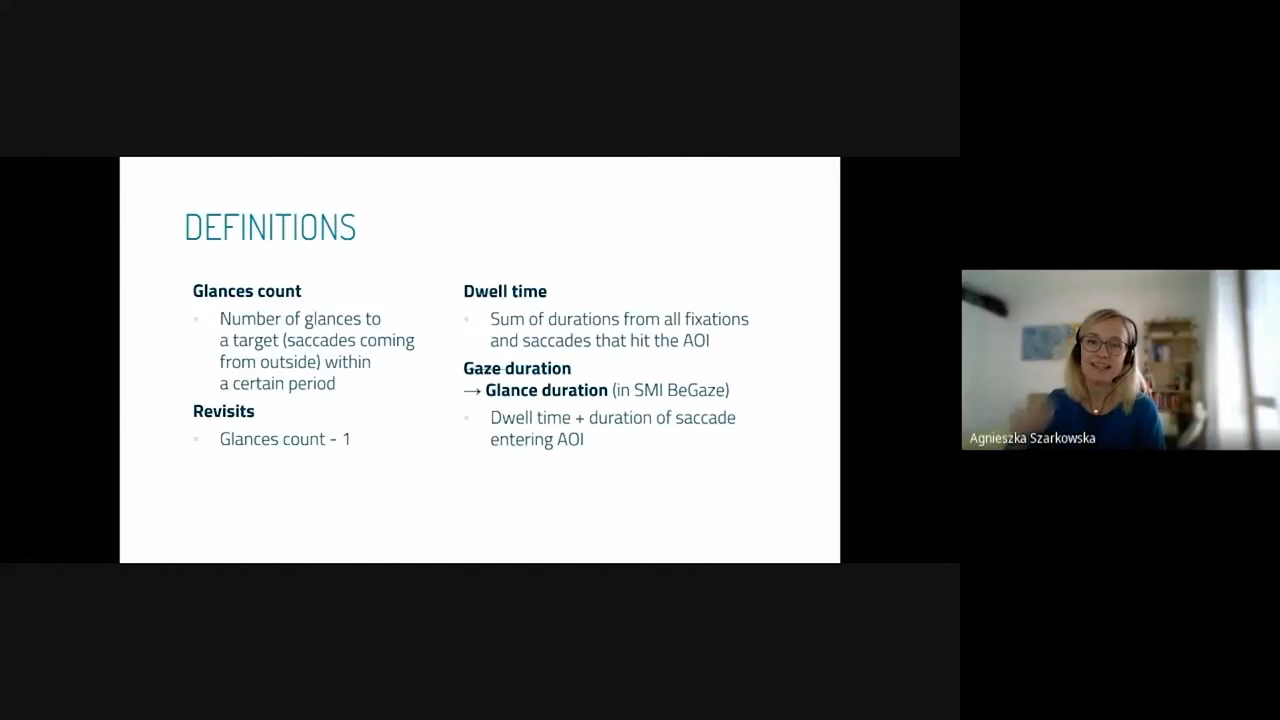 DEFINITIONS
Glances count
Number of glances to
a target (saccades coming
from outside) within
a certain period
Revisits
Glances count - 1
Dwell time
Sum of durations from all fixations
and saccades that hit the AOI
Gaze duration
→ Glance duration (in SMI BeGaze)
Dwell time + duration of saccade
entering AOI
Agnieszka Szarkowska